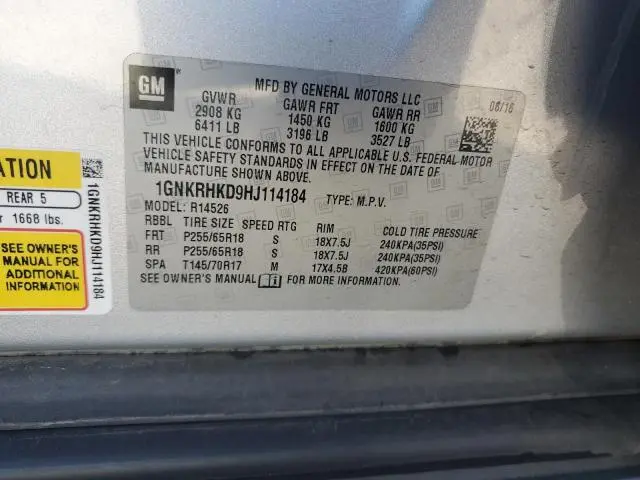 GM
MFD BY GENERAL MOTORS LLC
08/16
GVWR GAWR FRT GAWR RR
2908 KG 1450 KG 1600 KG
6411 LB 3196 LB 3527 LB
THIS VEHICLE CONFORMS TO ALL APPLICABLE U.S. FEDERAL MOTOR
VEHICLE SAFETY STANDARDS IN EFFECT ON THE DATE OF
MANUFACTURE SHOWN ABOVE.
1GNKRHKD9HJ114184 TYPE: M.P.V.
MODEL: R14526
RBBL TIRE SIZE SPEED RTG RIM COLD TIRE PRESSURE
FRT P255/65R18 S 18X7.5J 240KPA(35PSI)
RR P255/65R18 S 18X7.5J 240KPA(35PSI)
SPA T145/70R17 M 17X4.5B 420KPA(60PSI)
SEE OWNER'S MANUAL FOR MORE INFORMATION.
ATION
REAR 5
r 1668 lbs.
SEE OWNER'S
MANUAL FOR
ADDITIONAL
INFORMATION
1GNKRHKD9HJ114184